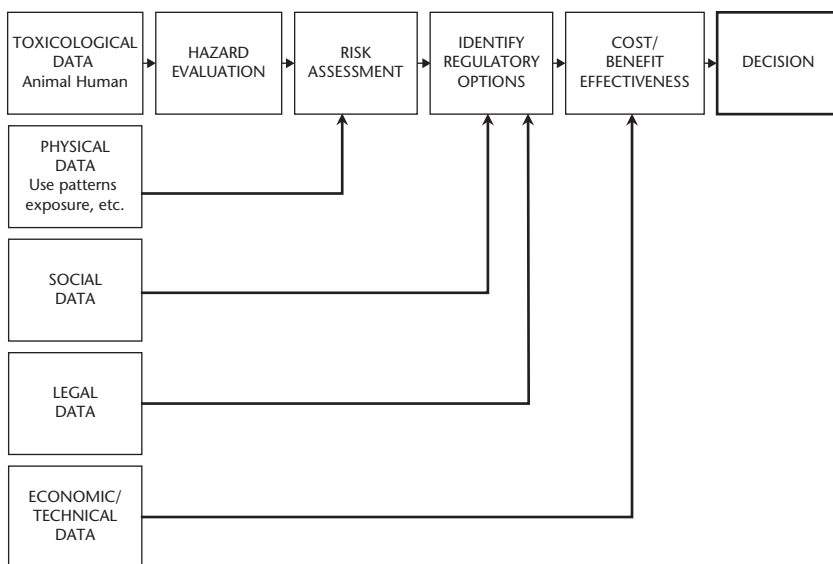 TOXICOLOGICAL
DATA
Animal Human
HAZARD
EVALUATION
RISK
ASSESSMENT
IDENTIFY
REGULATORY
OPTIONS
COST/
BENEFIT
EFFECTIVENESS
DECISION
PHYSICAL
DATA
Use patterns
exposure, etc.
SOCIAL
DATA
LEGAL
DATA
ECONOMIC/
TECHNICAL
DATA